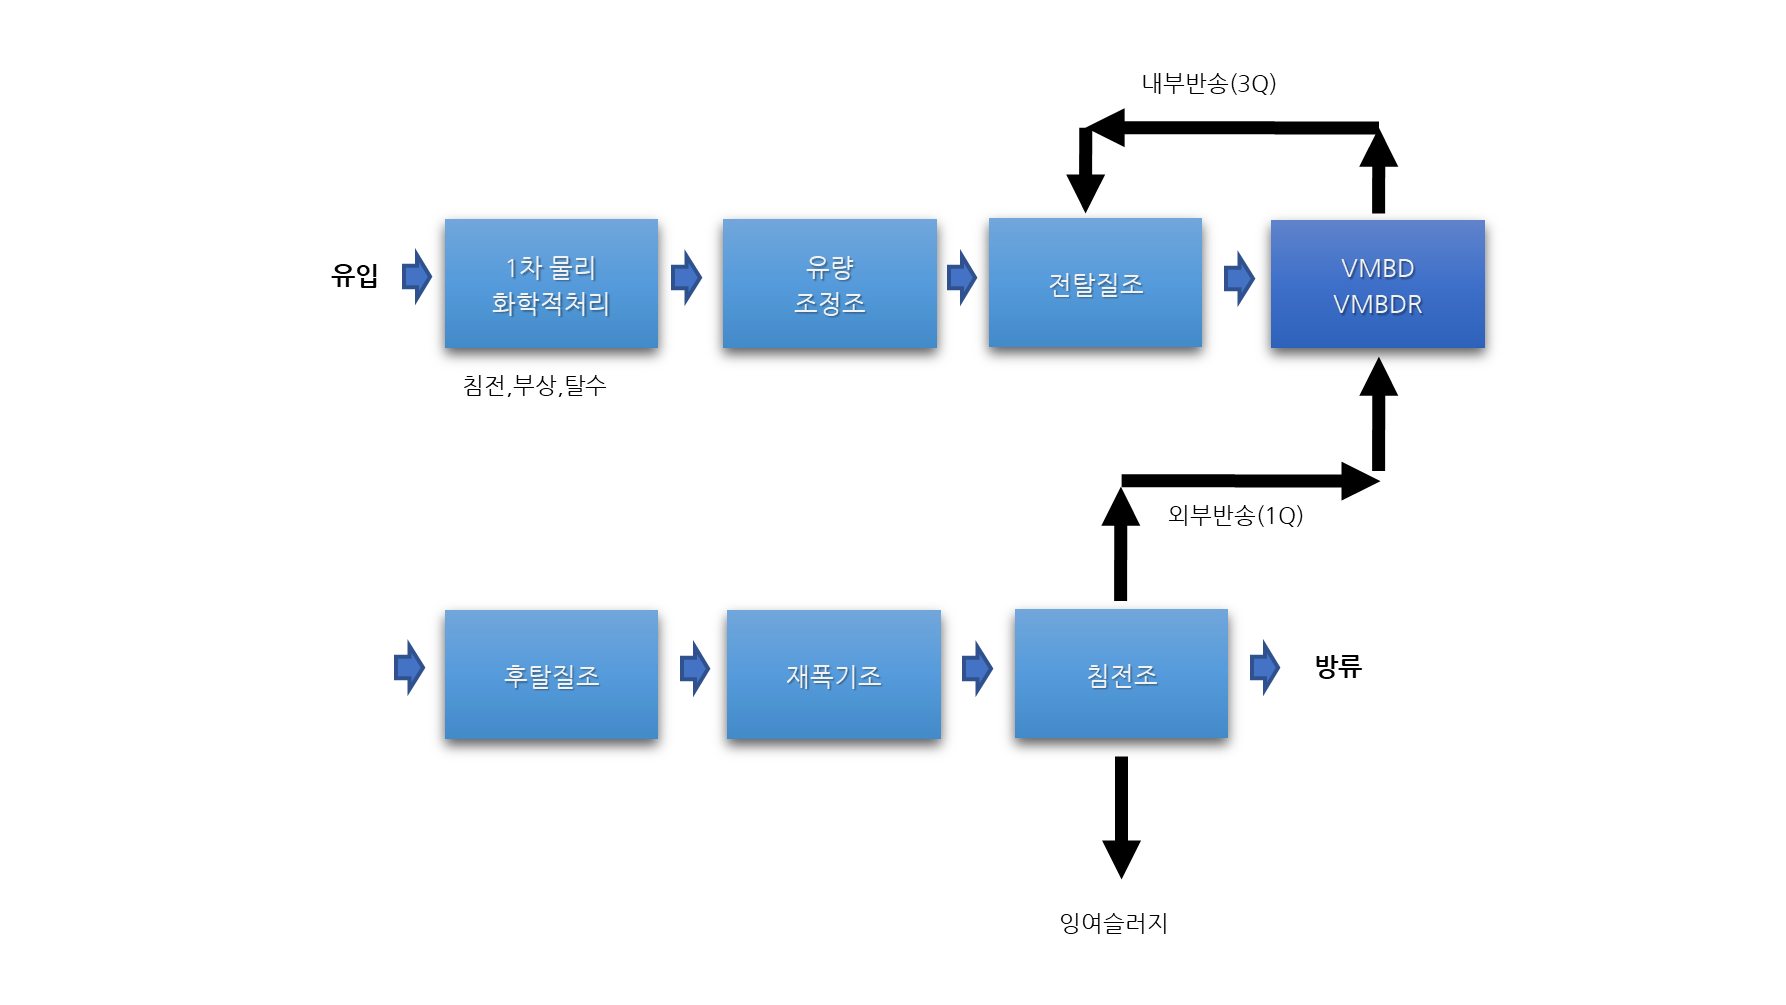 내부반송(3Q)
유입
1차 물리
화학적처리
유량
조정조
전탈질조
VMBD
VMBDR
침전,부상,탈수
외부반송(1Q)
후탈질조
재폭기조
침전조
방류
잉여슬러지